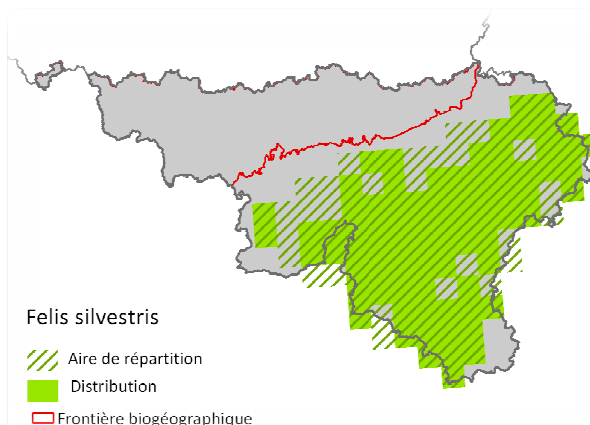 Felis silvestris
Aire de répartition
Distribution
Frontière biogéographique